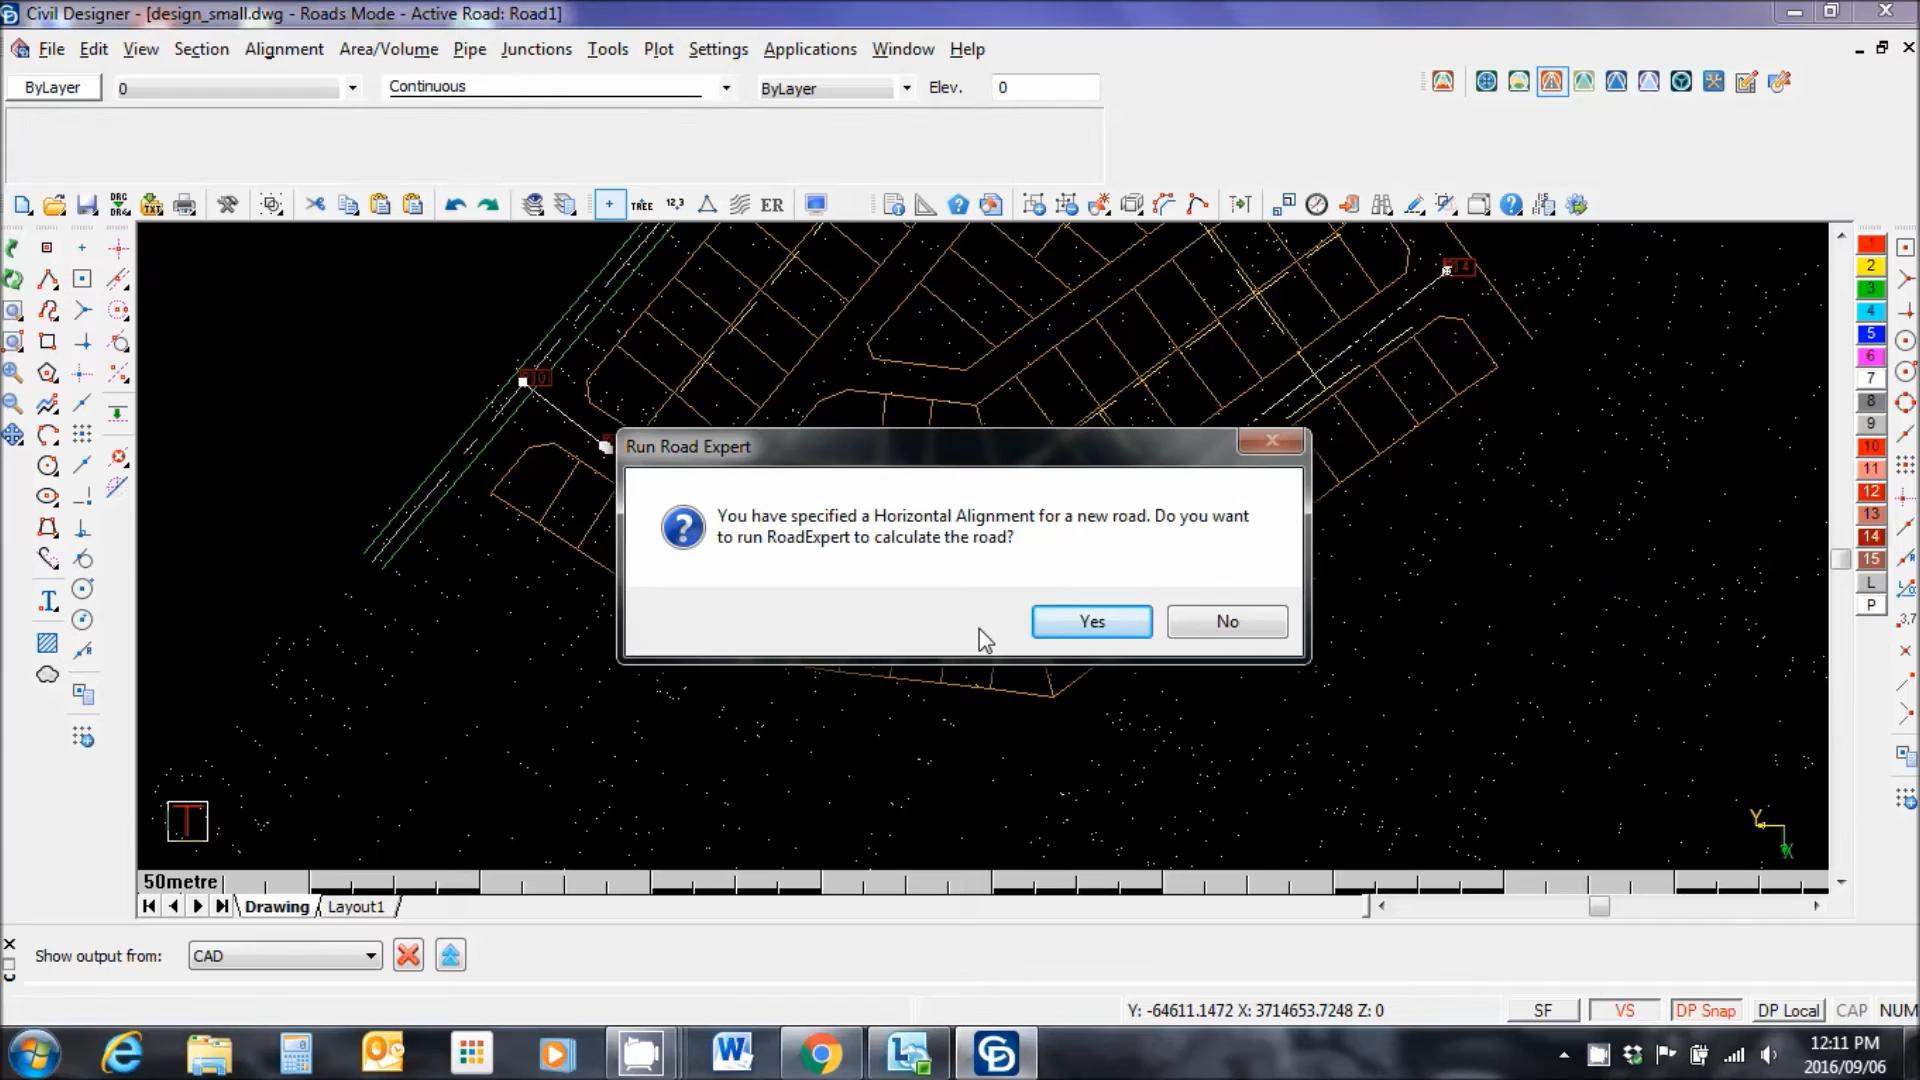 Civil Designer - [design_small.dwg - Roads Mode - Active Road: Road1]
File Edit View Section Alignment Area/Volume Pipe Junctions Tools Plot Settings Applications Window Help
ByLayer 0 Continuous ByLayer Elev. 0
TREE 12,3 ER
Run Road Expert
You have specified a Horizontal Alignment for a new road. Do you want
to run RoadExpert to calculate the road?
Yes No
1
2
3
4
5
6
7
8
9
10
11
12
13
14
15
L
P
T
Y
X
50metre
Drawing Layout1
Show output from: CAD
Y: -64611.1472 X: 3714653.7248 Z: 0 SF VS DP Snap DP Local CAP NUM
12:11 PM
2016/09/06